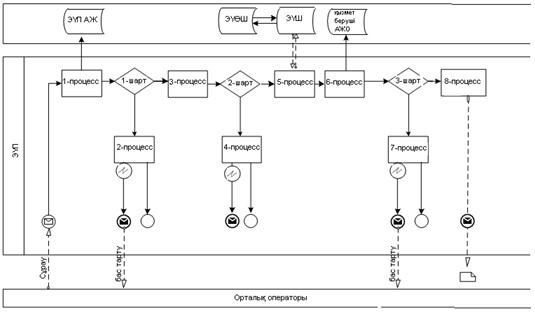 ЭҮП АЖ
ЭҮӨШ
ЭҮШ
қызмет
беруші
АЖО
ЭҮП
1-процесс
1-шарт
3-процесс
2-шарт
5-процесс
6-процесс
3-шарт
8-процесс
2-процесс
4-процесс
7-процесс
Сұрау
бас тарту
бас тарту
Орталық операторы